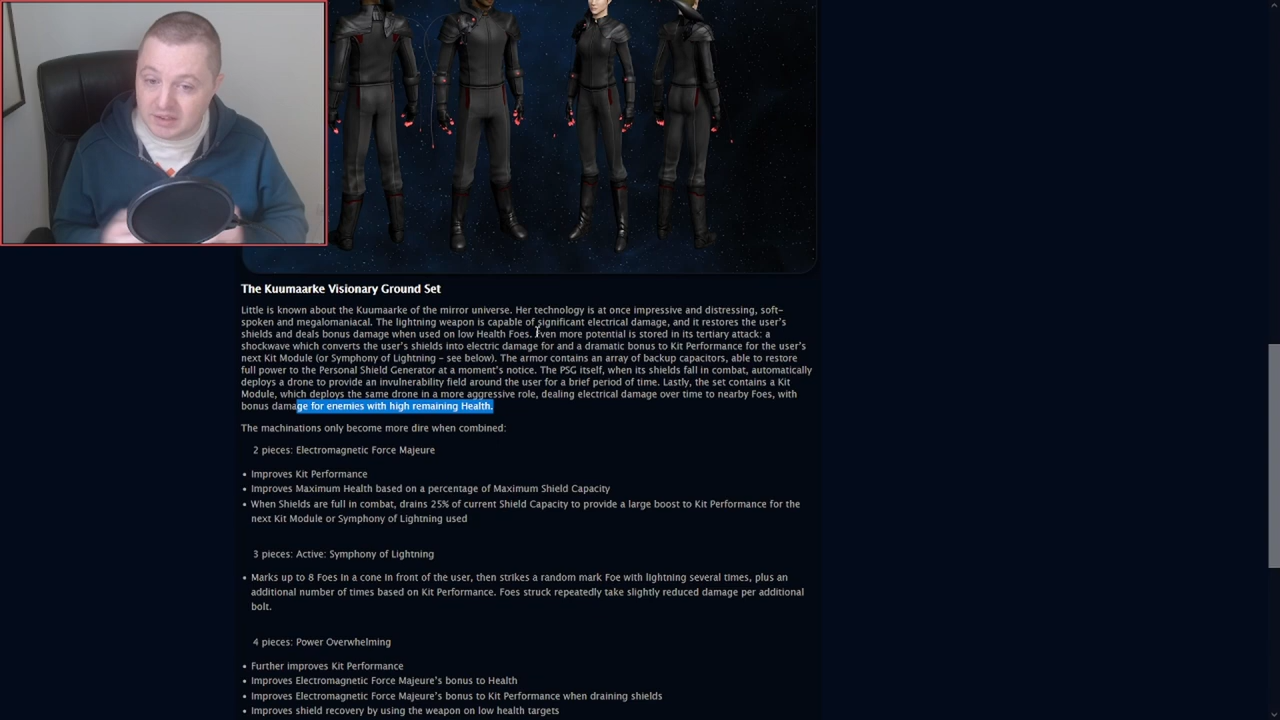 The Kuumaarke Visionary Ground Set
Little is known about the Kuumaarke of the mirror universe. Her technology is at once impressive and distressing, soft-
spoken and megalomaniacal. The lightning weapon is capable of significant electrical damage, and it restores the user's
shields and deals bonus damage when used on low Health Foes. Even more potential is stored in its tertiary attack: a
shockwave which converts the user's shields into electric damage for and a dramatic bonus to Kit Performance for the user's
next Kit Module (or Symphony of Lightning – see below). The armor contains an array of backup capacitors, able to restore
full power to the Personal Shield Generator at a moment's notice. The PSG itself, when its shields fall in combat, automatically
deploys a drone to provide an invulnerability field around the user for a brief period of time. Lastly, the set contains a Kit
Module, which deploys the same drone in a more aggressive role, dealing electrical damage over time to nearby Foes, with
bonus damage for enemies with high remaining Health.
The machinations only become more dire when combined:
2 pieces: Electromagnetic Force Majeure
• Improves Kit Performance
• Improves Maximum Health based on a percentage of Maximum Shield Capacity
• When Shields are full in combat, drains 25% of current Shield Capacity to provide a large boost to Kit Performance for the
next Kit Module or Symphony of Lightning used
3 pieces: Active: Symphony of Lightning
• Marks up to 8 Foes in a cone in front of the user, then strikes a random mark Foe with lightning several times, plus an
additional number of times based on Kit Performance. Foes struck repeatedly take slightly reduced damage per additional
bolt.
4 pieces: Power Overwhelming
• Further improves Kit Performance
• Improves Electromagnetic Force Majeure's bonus to Health
• Improves Electromagnetic Force Majeure's bonus to Kit Performance when draining shields
• Improves shield recovery by using the weapon on low health targets